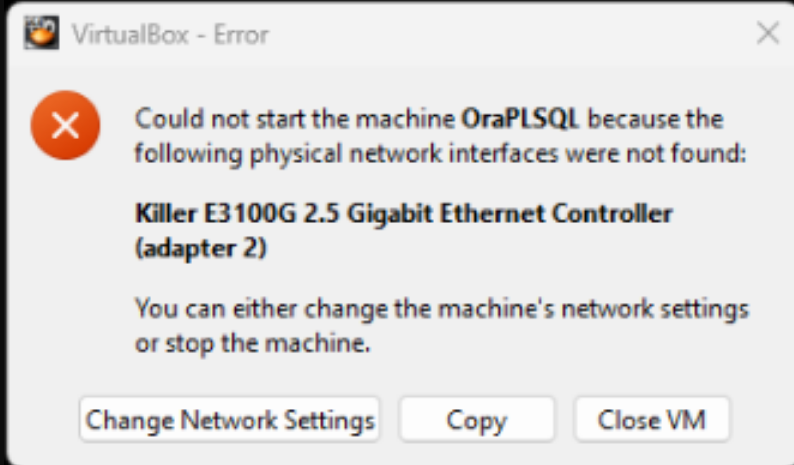 VirtualBox - Error
Could not start the machine OraPLSQL because the
following physical network interfaces were not found:
Killer E3100G 2.5 Gigabit Ethernet Controller
(adapter 2)
You can either change the machine's network settings
or stop the machine.
Change Network Settings
Copy
Close VM